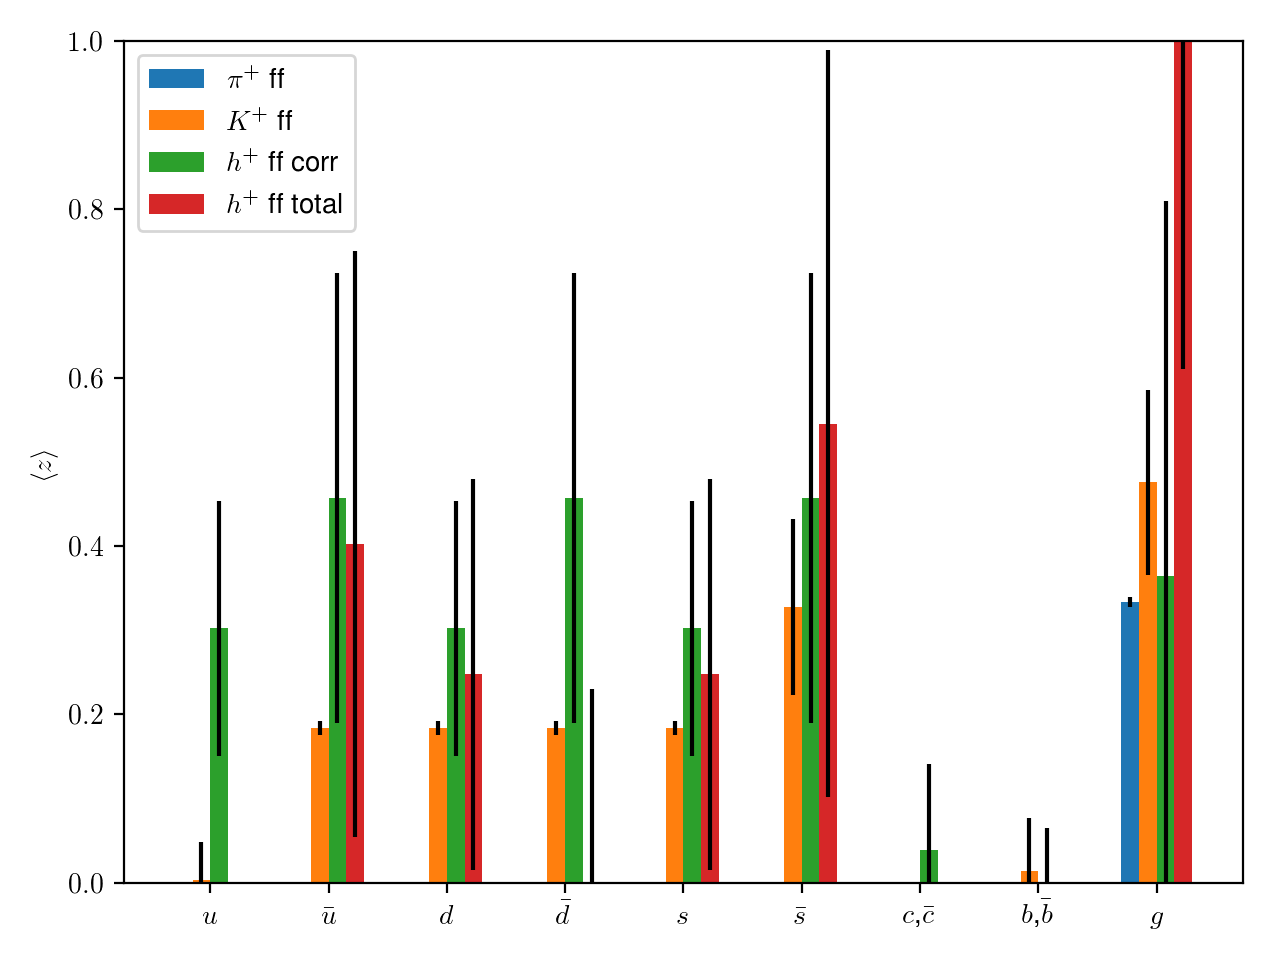 1.0
0.8
0.6
0.4
0.2
0.0
⟨z⟩
π⁺ ff
K⁺ ff
h⁺ ff corr
h⁺ ff total
u ū d d̄ s s̄ c,c̄ b,b̄ g